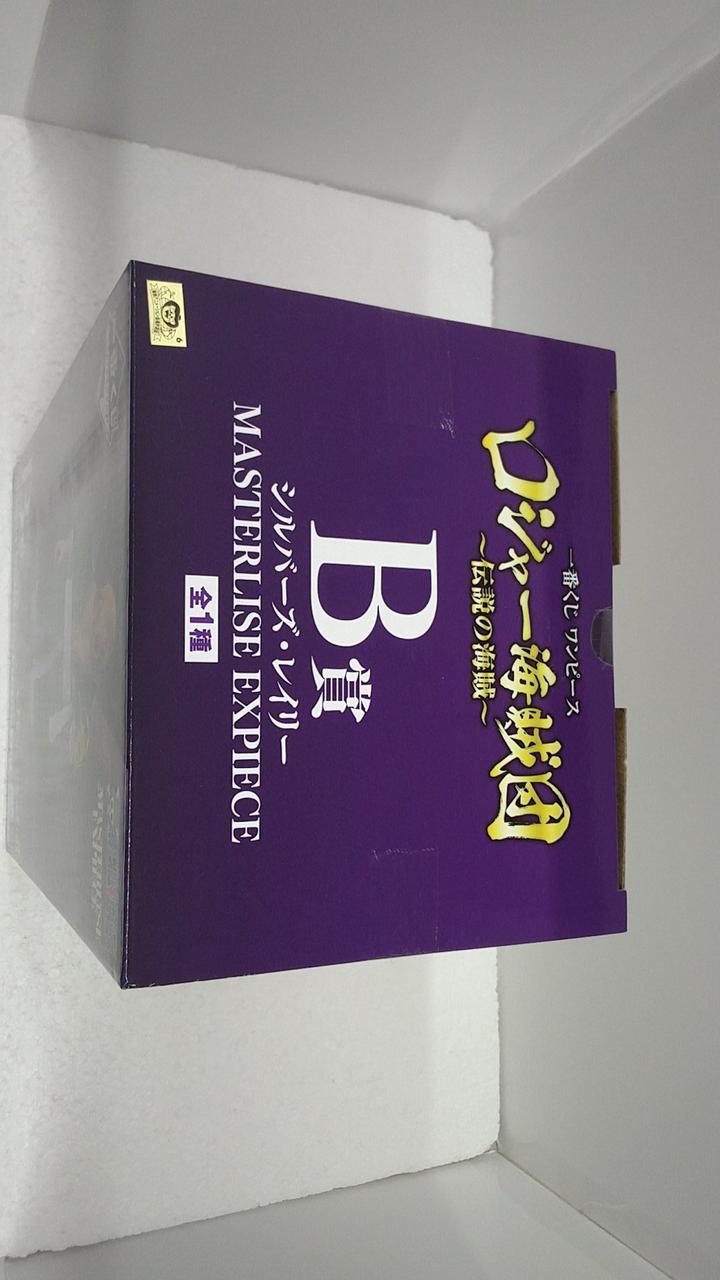 一番くじ ワンピース
ロジャー海賊団
～伝説の海賊～
B賞
シルバーズ・レイリー
MASTERLISE EXPIECE
全1種
6